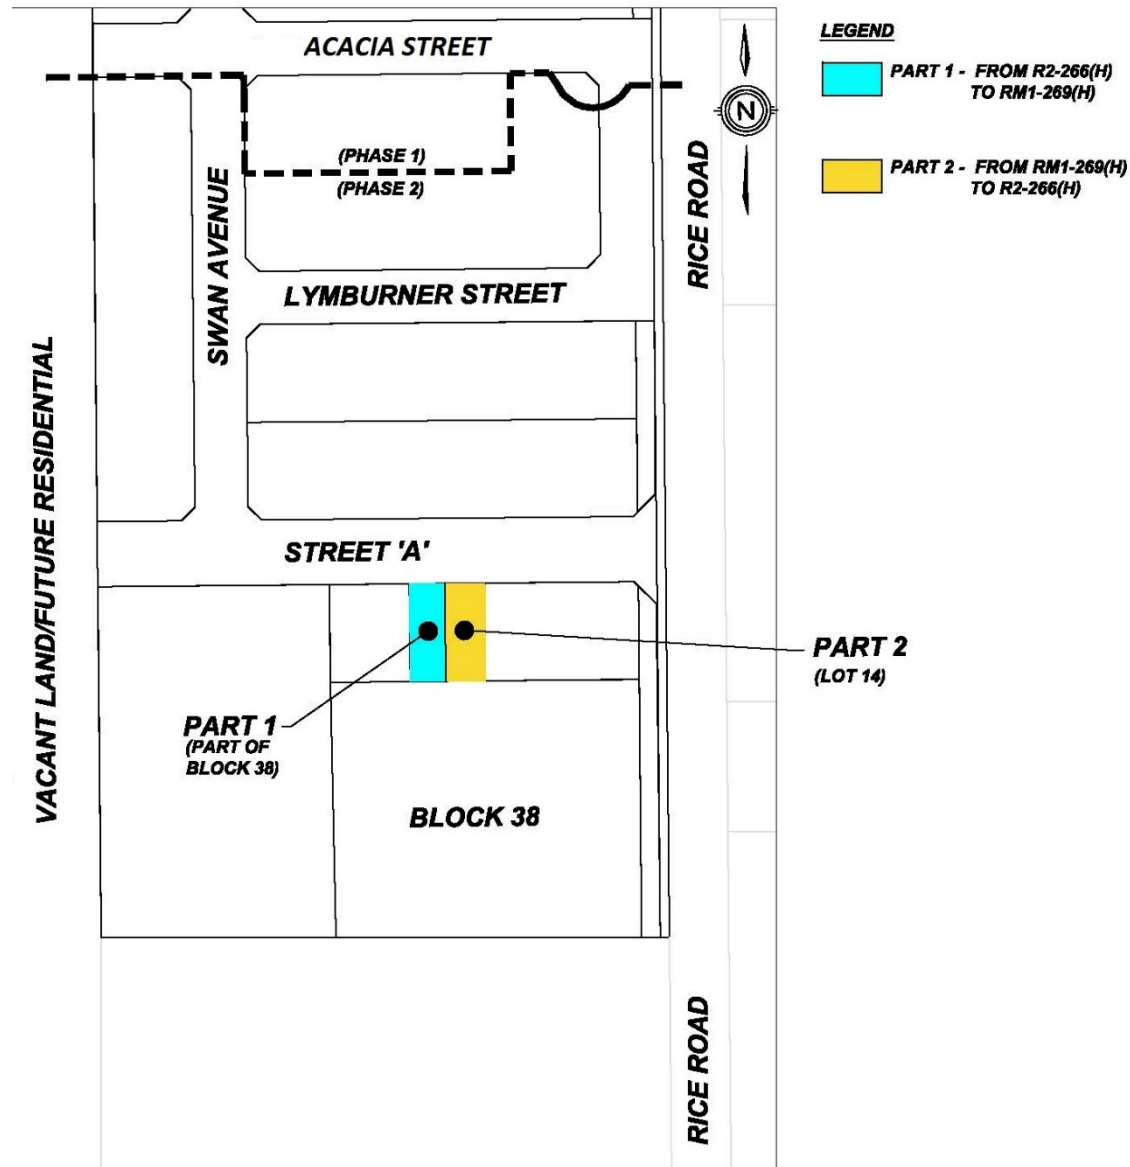 ACACIA STREET
LEGEND
PART 1 - FROM R2-266(H)
TO RM1-269(H)
N
PART 2 - FROM RM1-269(H)
TO R2-266(H)
(PHASE 1)
(PHASE 2)
SWAN AVENUE
RICE ROAD
LYMBURNER STREET
VACANT LAND/FUTURE RESIDENTIAL
STREET 'A'
PART 2
(LOT 14)
PART 1
(PART OF
BLOCK 38)
BLOCK 38
RICE ROAD